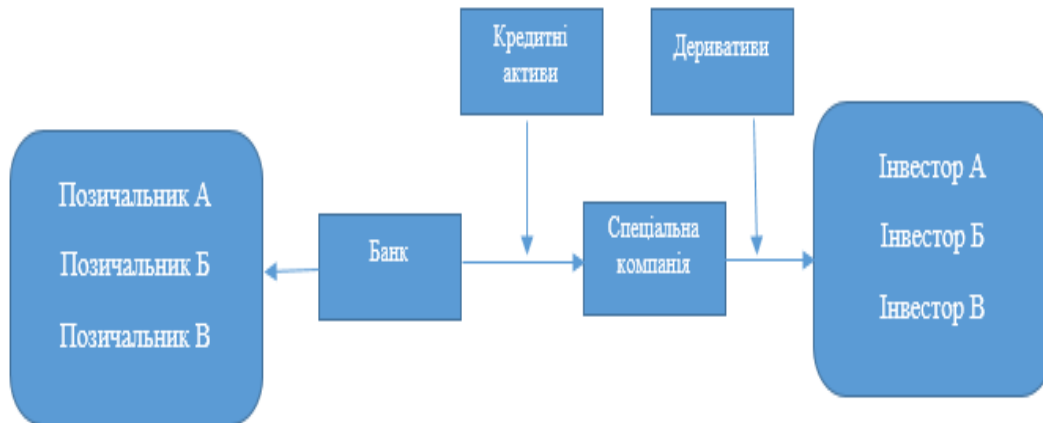 Кредитні
активи
Деривативи
Позичальник А
Позичальник Б
Позичальник В
Банк
Спеціальна
компанія
Інвестор А
Інвестор Б
Інвестор В